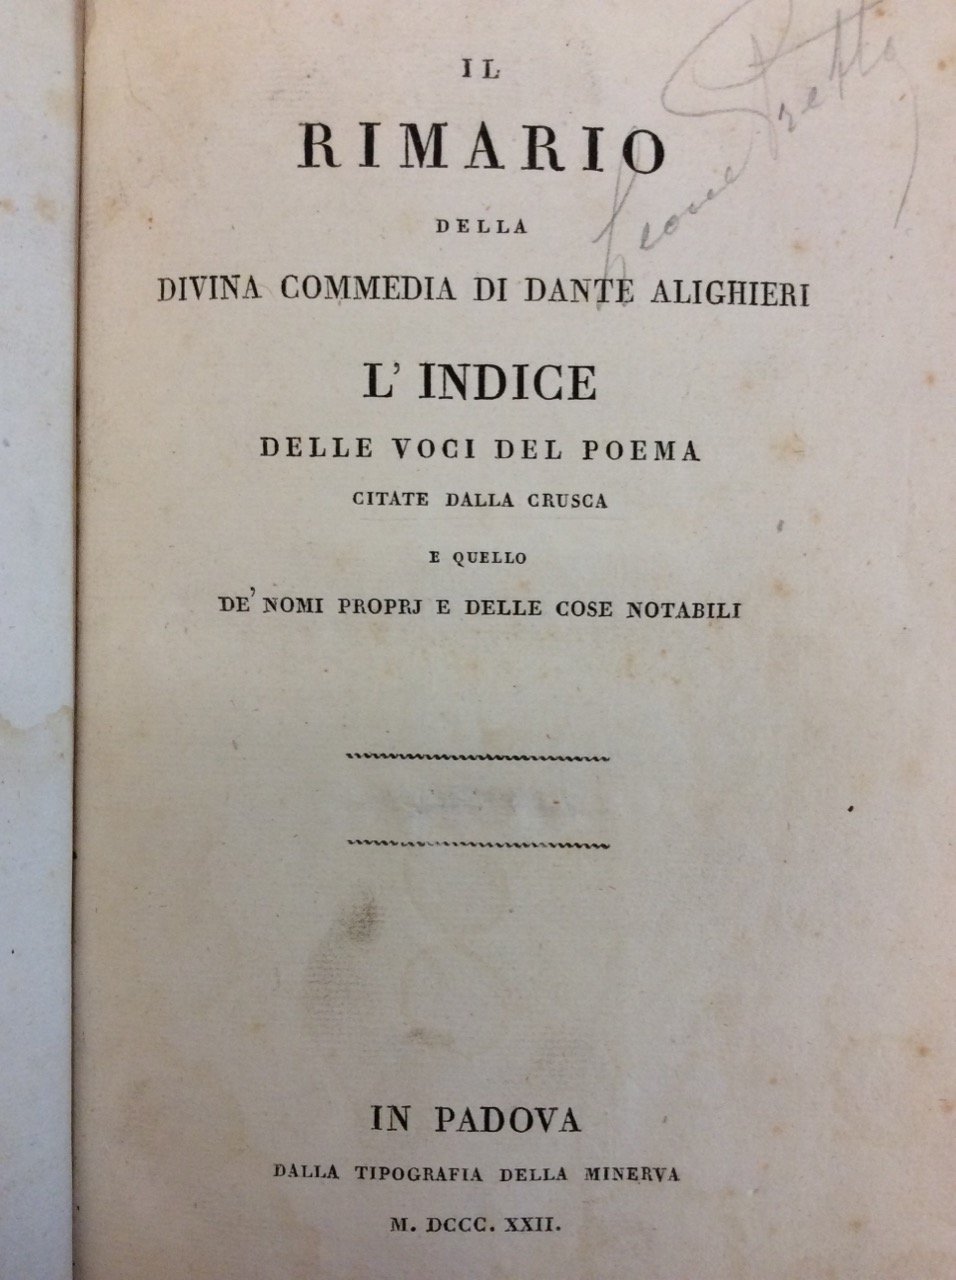 IL
RIMARIO
DELLA
DIVINA COMMEDIA DI DANTE ALIGHIERI
L' INDICE
DELLE VOCI DEL POEMA
CITATE DALLA CRUSCA
E QUELLO
DE' NOMI PROPRJ E DELLE COSE NOTABILI
IN PADOVA
DALLA TIPOGRAFIA DELLA MINERVA
M. DCCC. XXII.